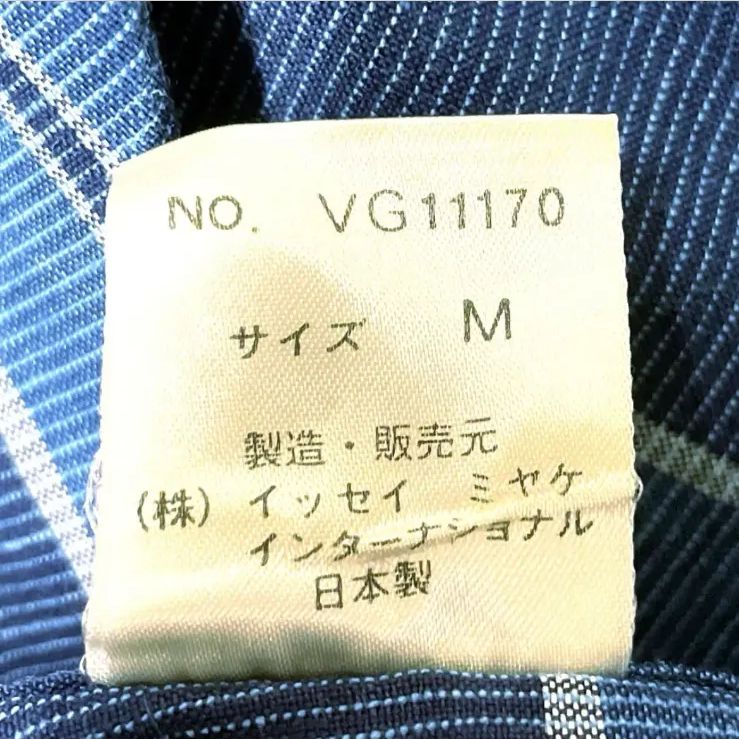 NO. VG11170
サイズ M
製造・販売元
(株) イッセイ ミヤケ
インターナショナル
日本製